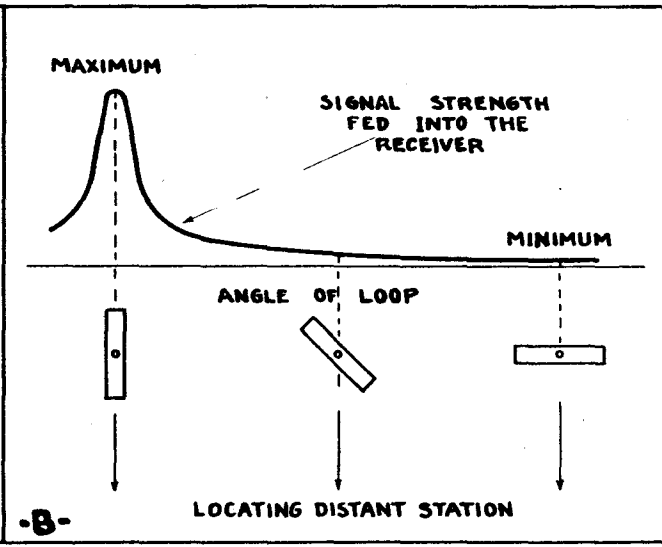 MAXIMUM
SIGNAL STRENGTH
FED INTO THE
RECEIVER
MINIMUM
ANGLE OF LOOP
LOCATING DISTANT STATION
-B-